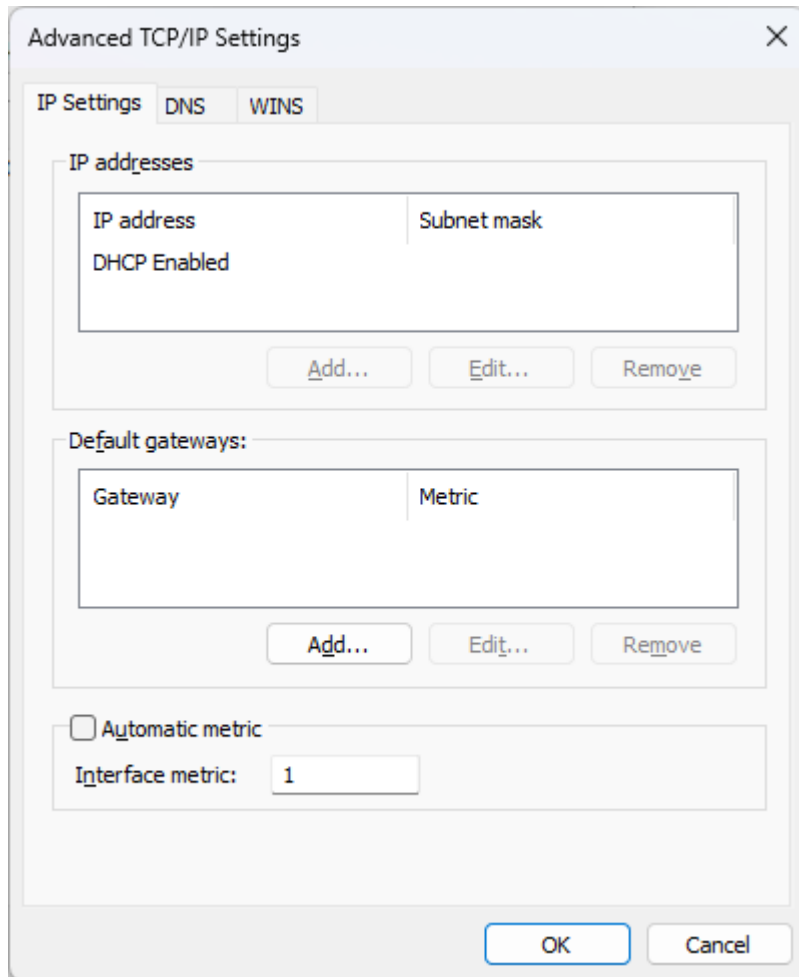 Advanced TCP/IP Settings
IP Settings DNS WINS
IP addresses
IP address Subnet mask
DHCP Enabled
Add... Edit... Remove
Default gateways:
Gateway Metric
Add... Edit... Remove
Automatic metric
Interface metric: 1
OK Cancel